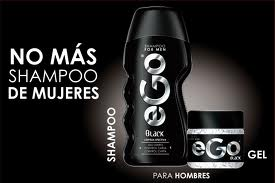 NO MÁS
SHAMPOO
DE MUJERES
SHAMPOO
SHAMPOO
FOR MEN
eGo
BLACK
eGo
BLACK
GEL
PARA HOMBRES